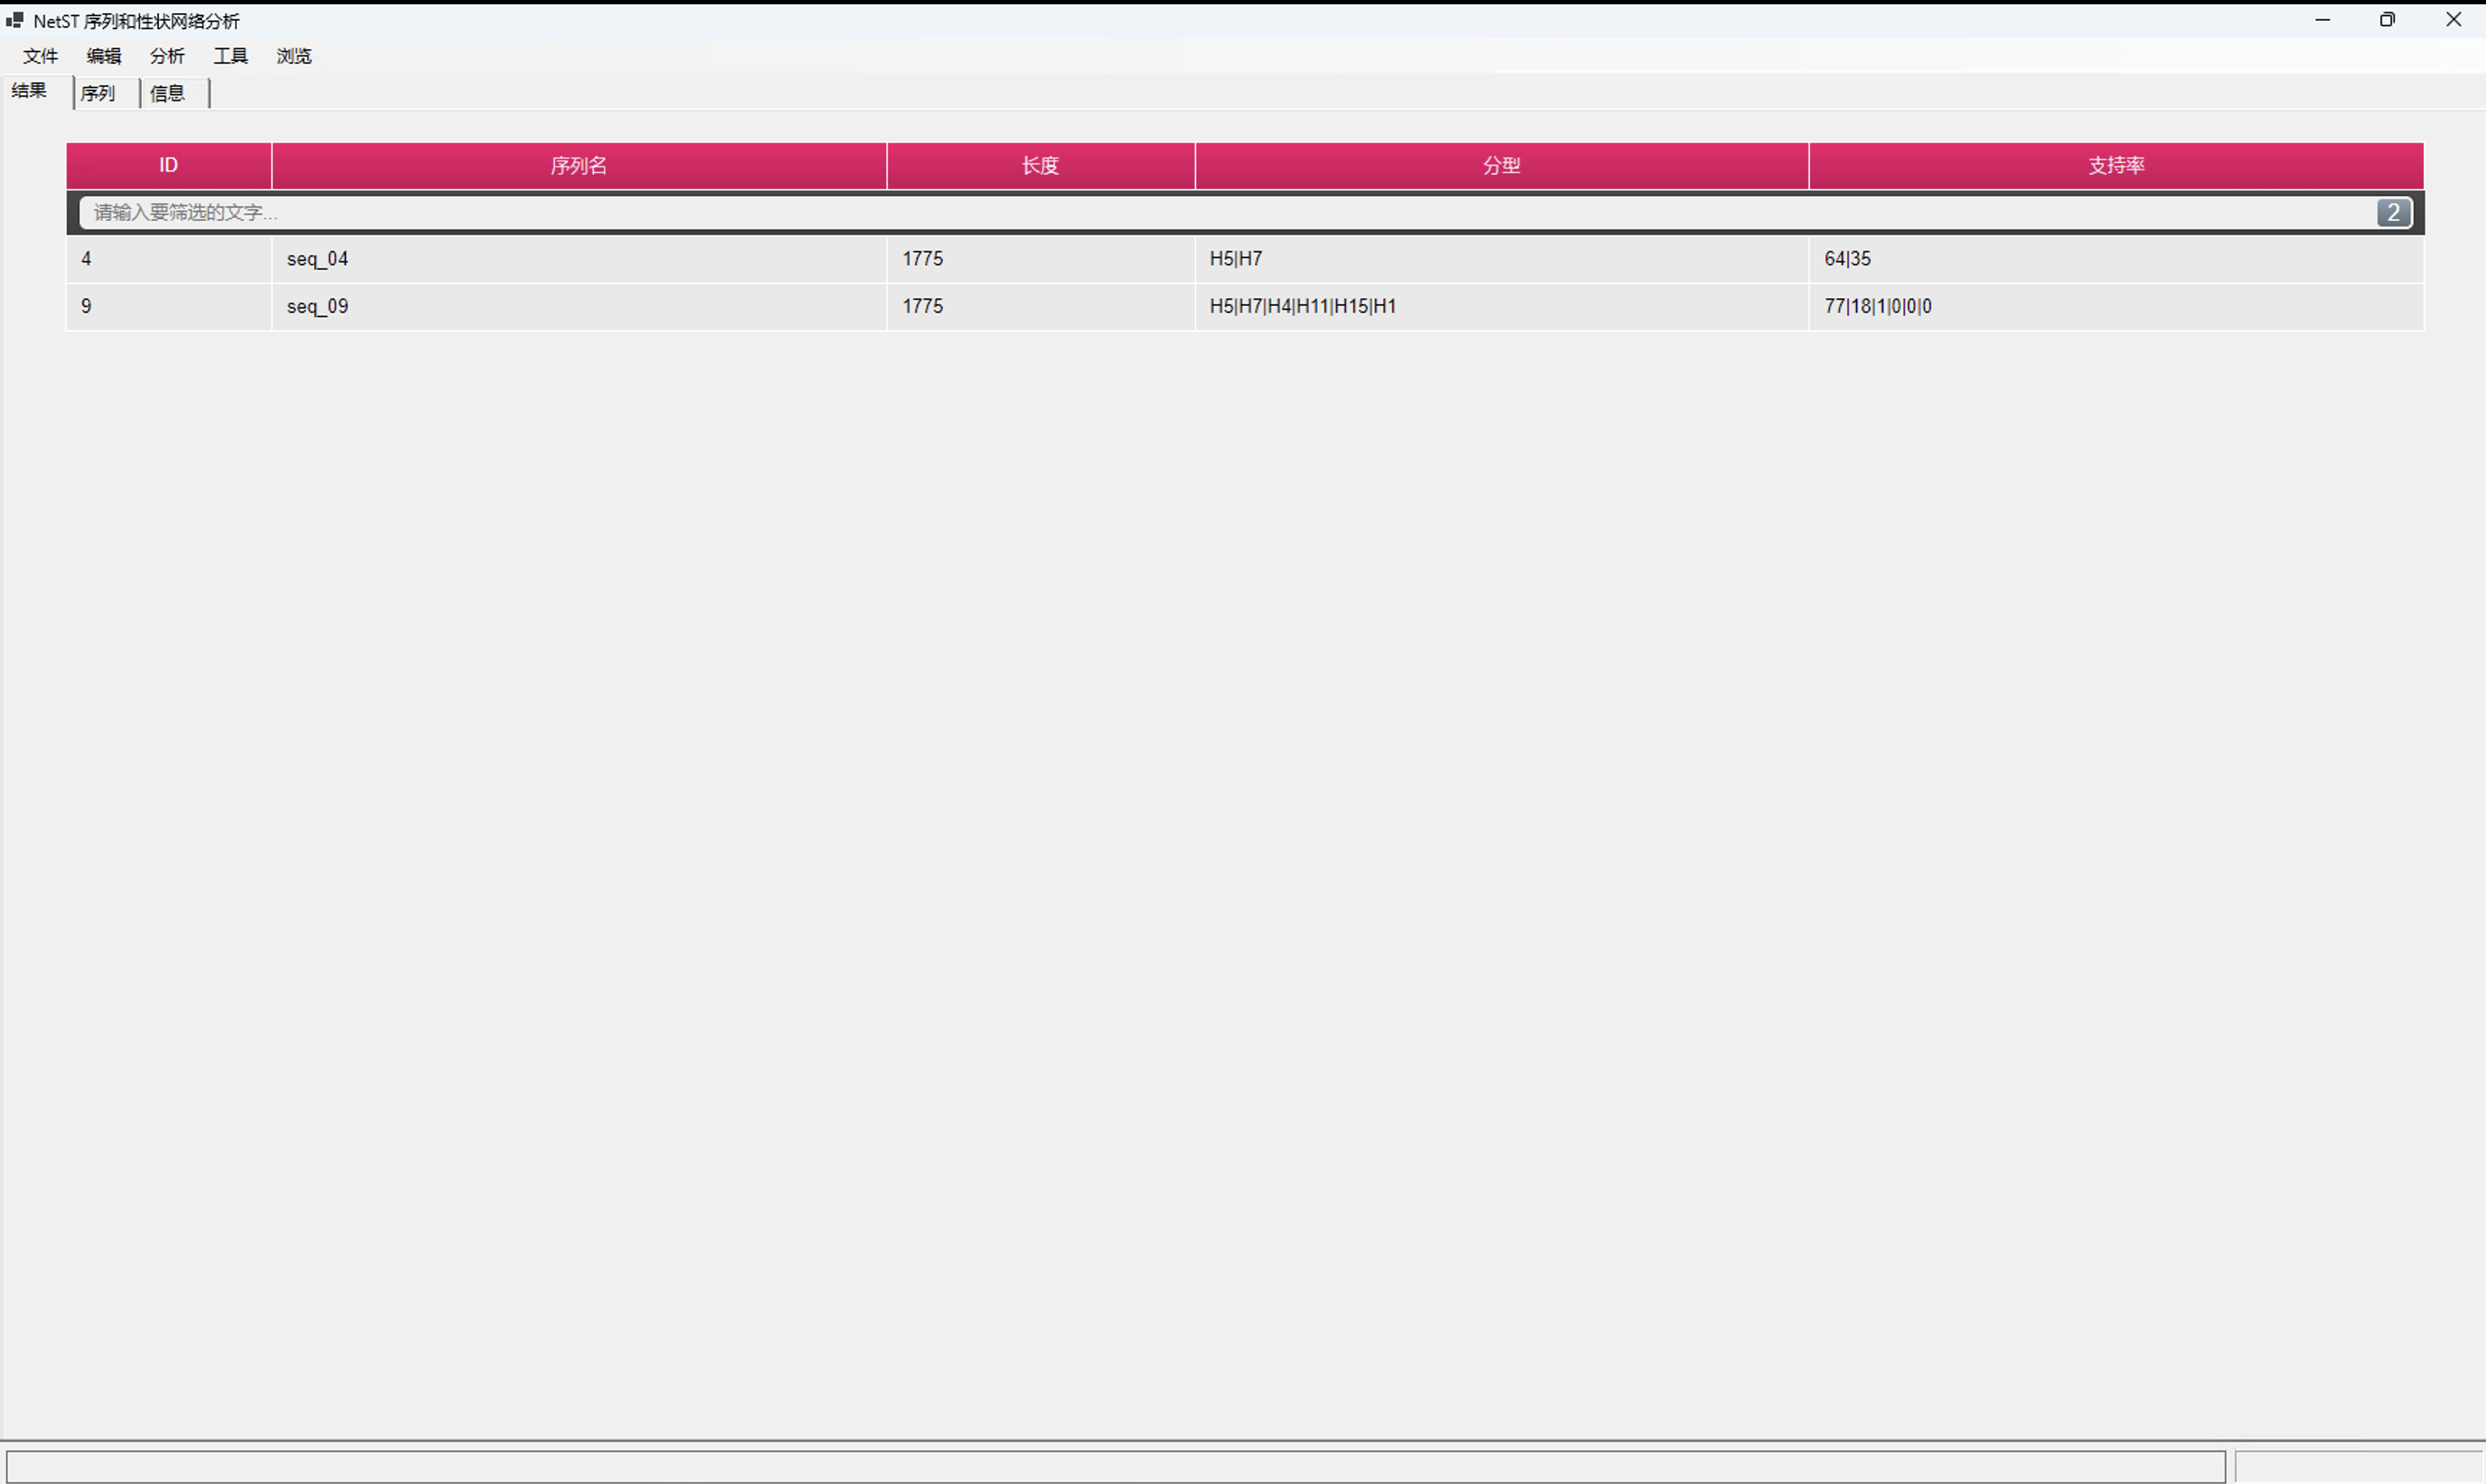 NetST 序列和性状网络分析
文件 编辑 分析 工具 浏览
结果 序列 信息
ID 序列名 长度 分型 支持率
请输入要筛选的文字... 2
4 seq_04 1775 H5|H7 64|35
9 seq_09 1775 H5|H7|H4|H11|H15|H1 77|18|1|0|0|0